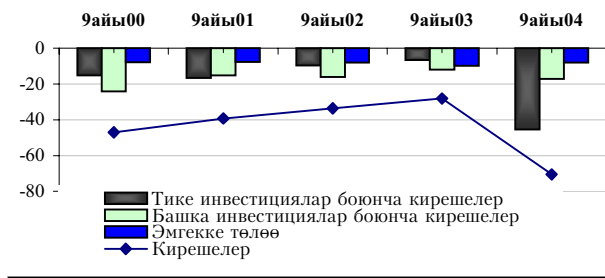 9айы00 9айы01 9айы02 9айы03 9айы04
0
-20
-40
-60
-80
Тике инвестициялар боюнча кирешелер
Башка инвестициялар боюнча кирешелер
Эмгекке төлөө
Кирешелер